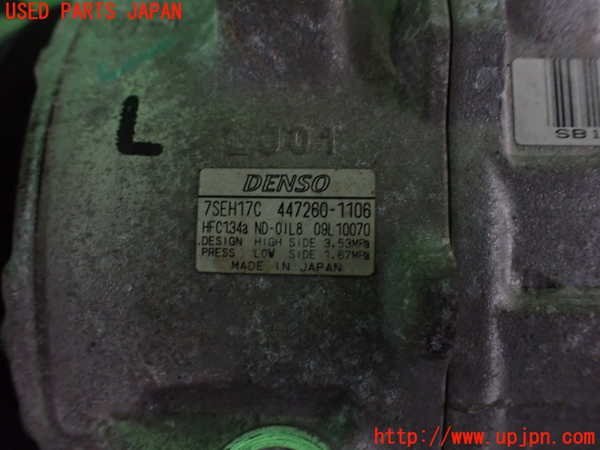 USED PARTS JAPAN
L
DENSO
7SEH17C 447260-1106
HFC134a ND-OIL8 09L10070
DESIGN HIGH SIDE 3.53MPa
PRESS LOW SIDE 1.67MPa
MADE IN JAPAN
SB1
http://www.upjpn.com/